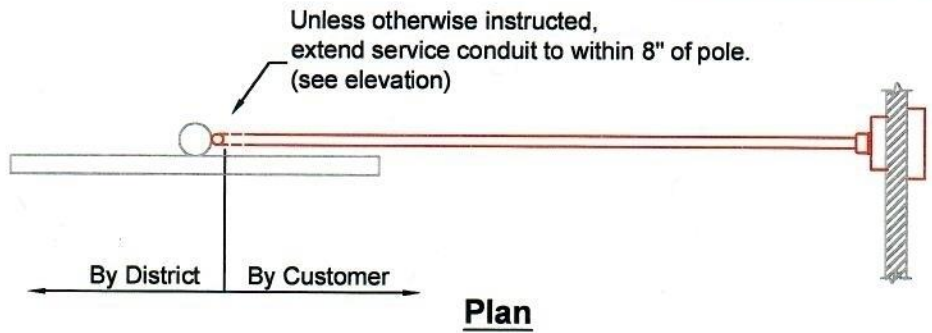 Unless otherwise instructed,
extend service conduit to within 8" of pole.
(see elevation)
By District
By Customer
Plan